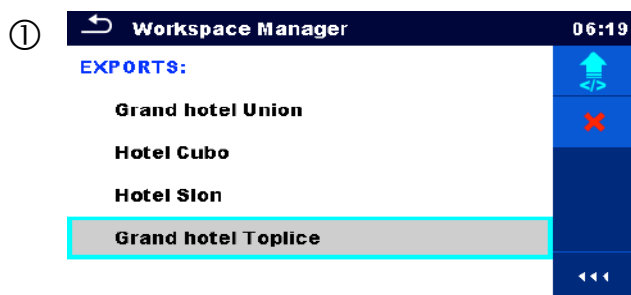 ①
Workspace Manager
06:19
EXPORTS:
</>
Grand hotel Union
Hotel Cubo
Hotel Slon
Grand hotel Toplice